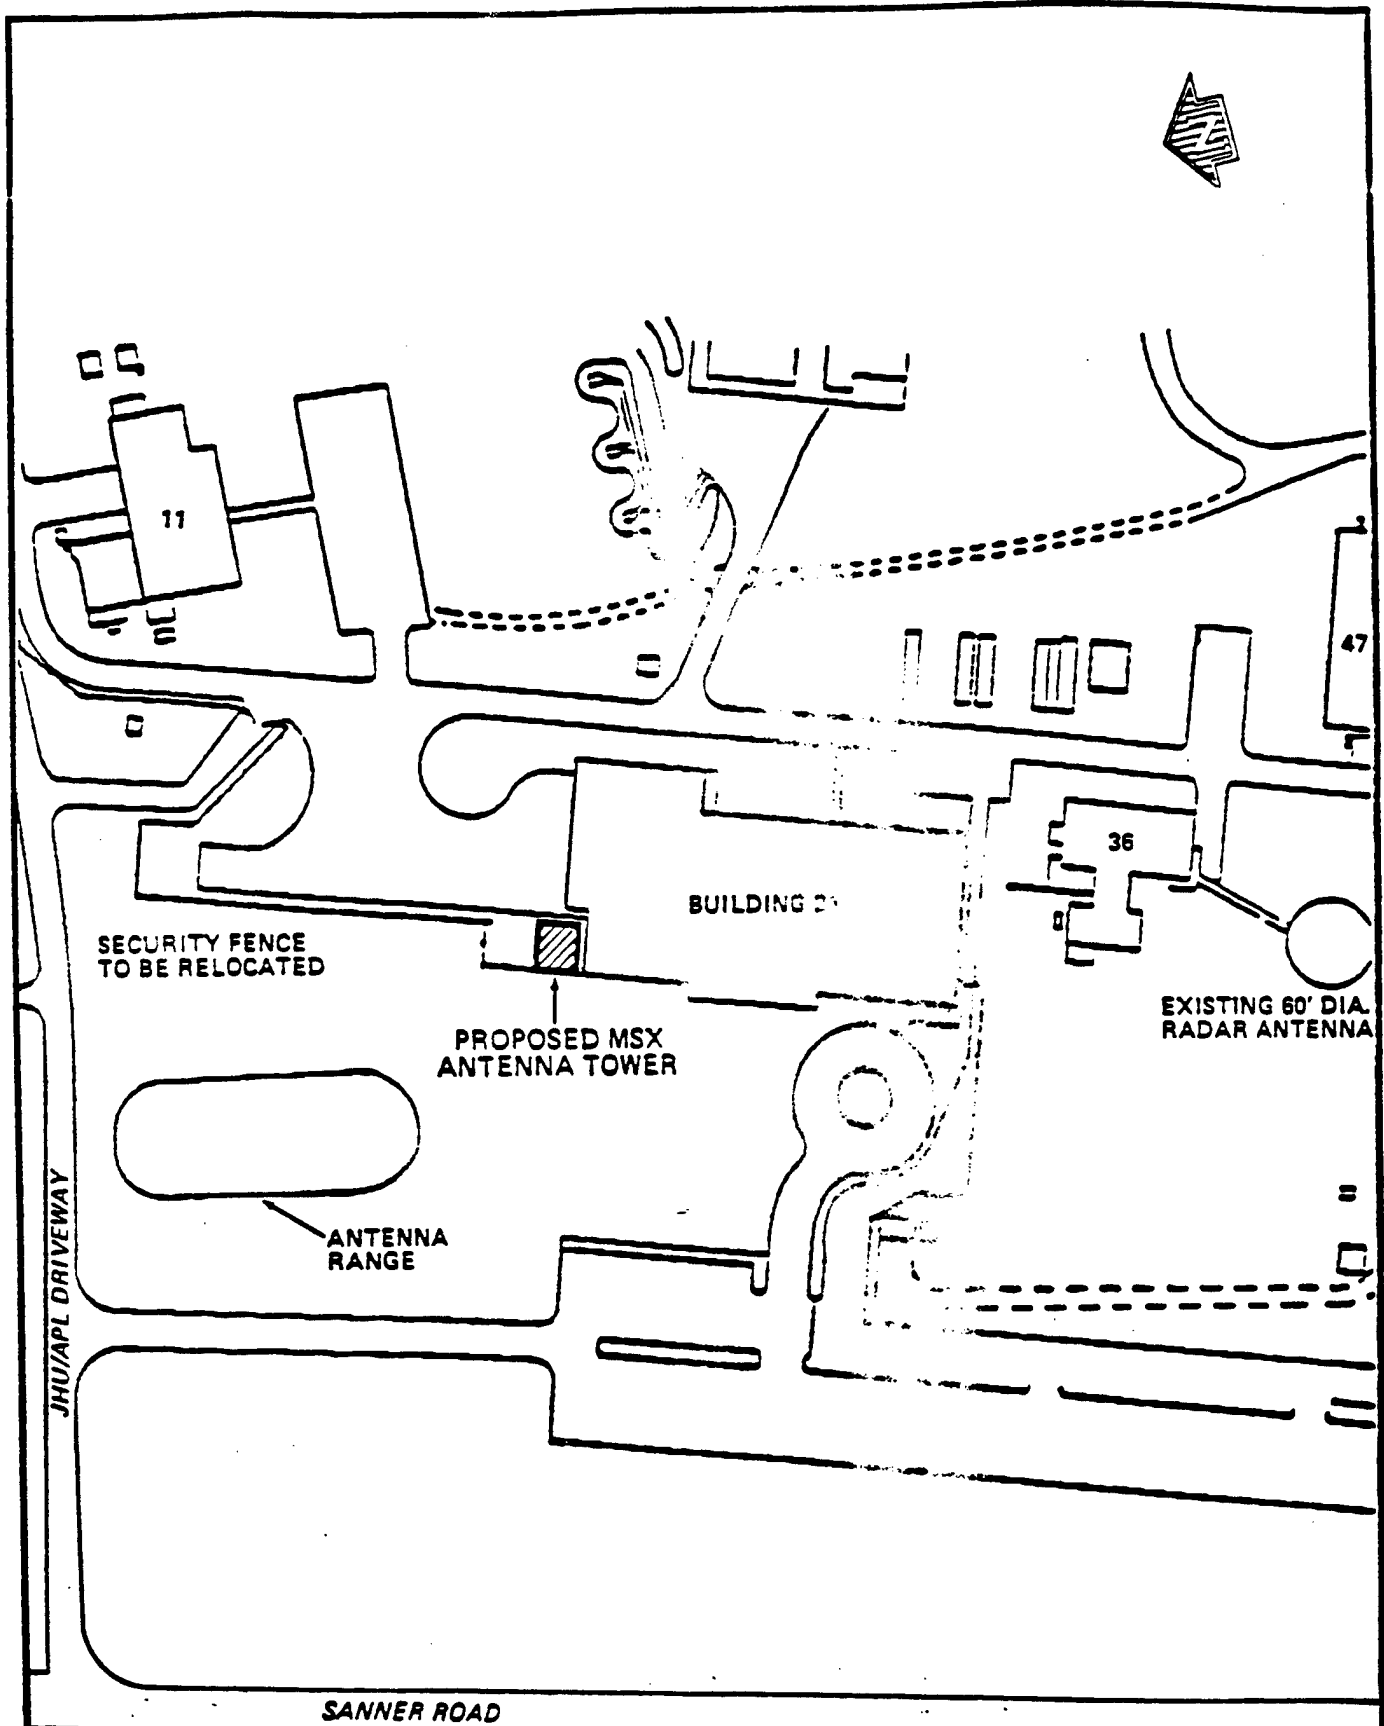 N
11
47
36
BUILDING 21
SECURITY FENCE
TO BE RELOCATED
EXISTING 60' DIA.
RADAR ANTENNA
PROPOSED MSX
ANTENNA TOWER
ANTENNA
RANGE
JHU/APL DRIVEWAY
SANNER ROAD